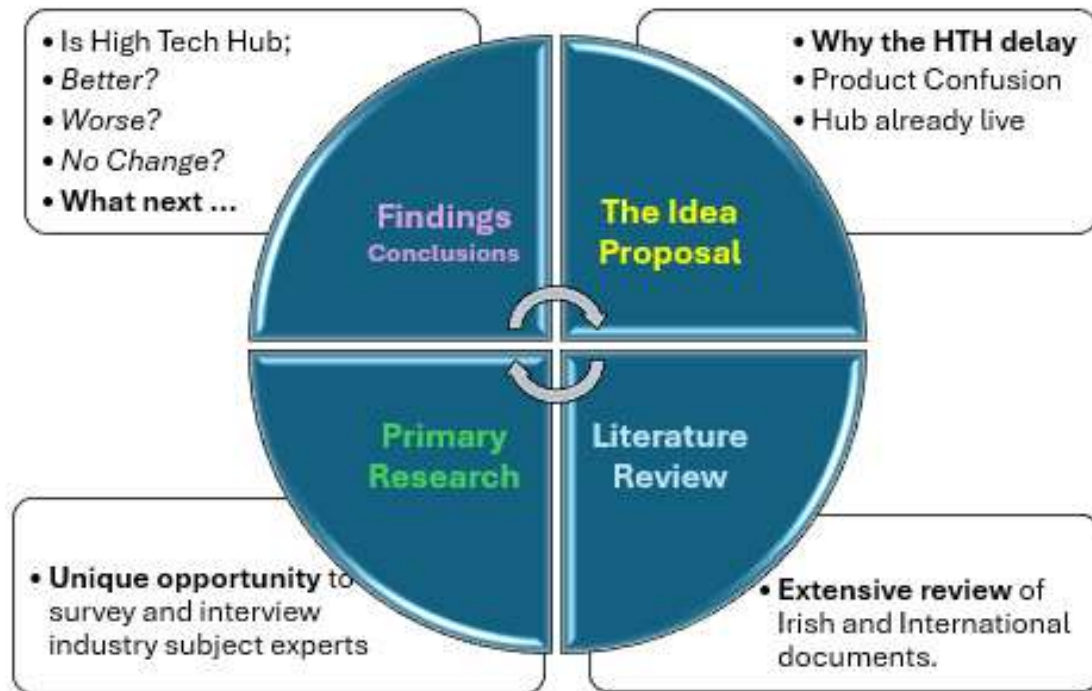 • Is High Tech Hub;
• Better?
• Worse?
• No Change?
• What next ...
• Why the HTH delay
• Product Confusion
• Hub already live
Findings
Conclusions
The Idea
Proposal
Primary
Research
Literature
Review
• Unique opportunity to
survey and interview
industry subject experts
• Extensive review of
Irish and International
documents.